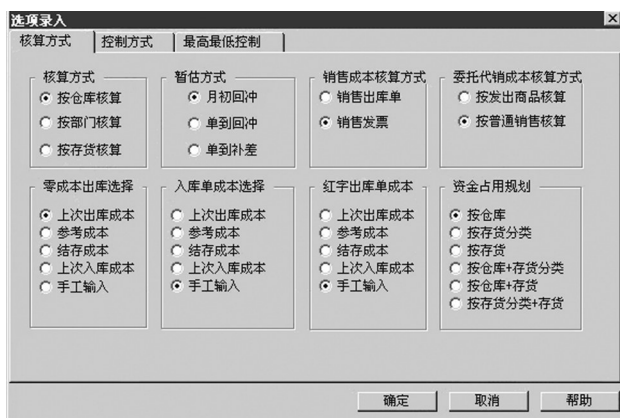 选项录入
核算方式 控制方式 最高最低控制
核算方式
按仓库核算
按部门核算
按存货核算
暂估方式
月初回冲
单到回冲
单到补差
销售成本核算方式
销售出库单
销售发票
委托代销成本核算方式
按发出商品核算
按普通销售核算
零成本出库选择
上次出库成本
参考成本
结存成本
上次入库成本
手工输入
入库单成本选择
上次出库成本
参考成本
结存成本
上次入库成本
手工输入
红字出库单成本
上次出库成本
参考成本
结存成本
上次入库成本
手工输入
资金占用规划
按仓库
按存货分类
按存货
按仓库+存货分类
按仓库+存货
按存货分类+存货
确定 取消 帮助